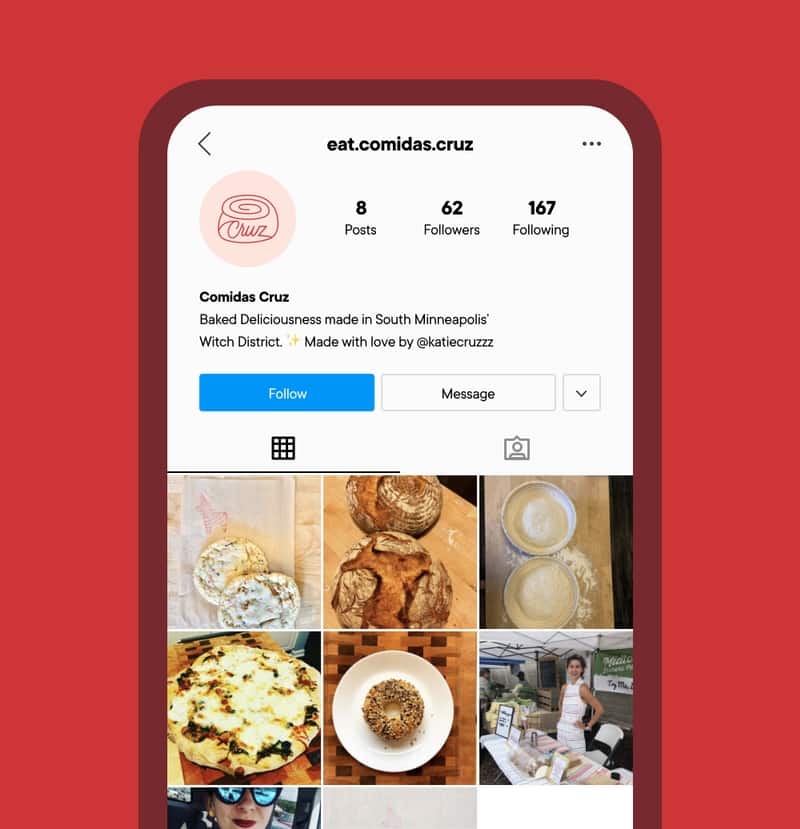 eat.comidas.cruz
Cruz
8
62
167
Posts
Followers
Following
Comidas Cruz
Baked Deliciousness made in South Minneapolis'
Witch District. ✨ Made with love by @katiecruzzz
Follow
Message